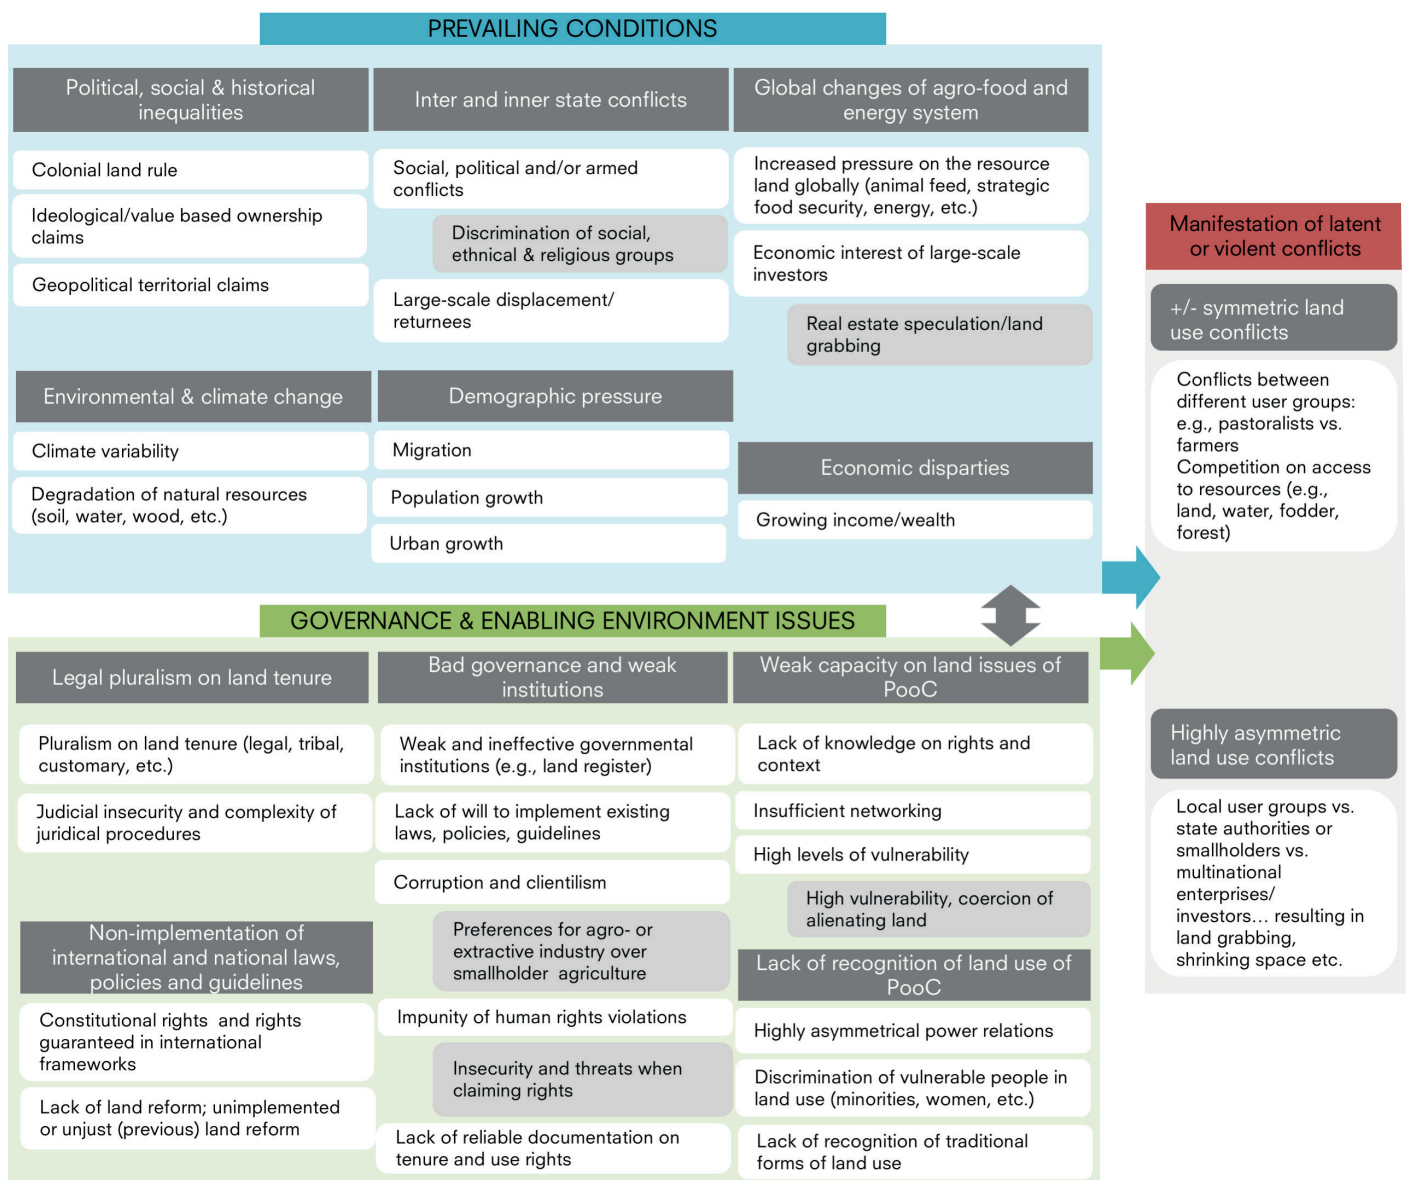 PREVAILING CONDITIONS
Political, social & historical
inequalities
Colonial land rule
Ideological/value based ownership
claims
Geopolitical territorial claims
Inter and inner state conflicts
Social, political and/or armed
conflicts
Discrimination of social,
ethnical & religious groups
Large-scale displacement/
returnees
Global changes of agro-food and
energy system
Increased pressure on the resource
land globally (animal feed, strategic
food security, energy, etc.)
Economic interest of large-scale
investors
Real estate speculation/land
grabbing
Environmental & climate change
Climate variability
Degradation of natural resources
(soil, water, wood, etc.)
Demographic pressure
Migration
Population growth
Urban growth
Economic disparties
Growing income/wealth
GOVERNANCE & ENABLING ENVIRONMENT ISSUES
Legal pluralism on land tenure
Pluralism on land tenure (legal, tribal,
customary, etc.)
Judicial insecurity and complexity of
juridical procedures
Non-implementation of
international and national laws,
policies and guidelines
Constitutional rights and rights
guaranteed in international
frameworks
Lack of land reform; unimplemented
or unjust (previous) land reform
Bad governance and weak
institutions
Weak and ineffective governmental
institutions (e.g., land register)
Lack of will to implement existing
laws, policies, guidelines
Corruption and clientilism
Preferences for agro- or
extractive industry over
smallholder agriculture
Impunity of human rights violations
Insecurity and threats when
claiming rights
Lack of reliable documentation on
tenure and use rights
Weak capacity on land issues of
PooC
Lack of knowledge on rights and
context
Insufficient networking
High levels of vulnerability
High vulnerability, coercion of
alienating land
Lack of recognition of land use of
PooC
Highly asymmetrical power relations
Discrimination of vulnerable people in
land use (minorities, women, etc.)
Lack of recognition of traditional
forms of land use
Manifestation of latent
or violent conflicts
+/- symmetric land
use conflicts
Conflicts between
different user groups:
e.g., pastoralists vs.
farmers
Competition on access
to resources (e.g.,
land, water, fodder,
forest)
Highly asymmetric
land use conflicts
Local user groups vs.
state authorities or
smallholders vs.
multinational
enterprises/
investors... resulting in
land grabbing,
shrinking space etc.